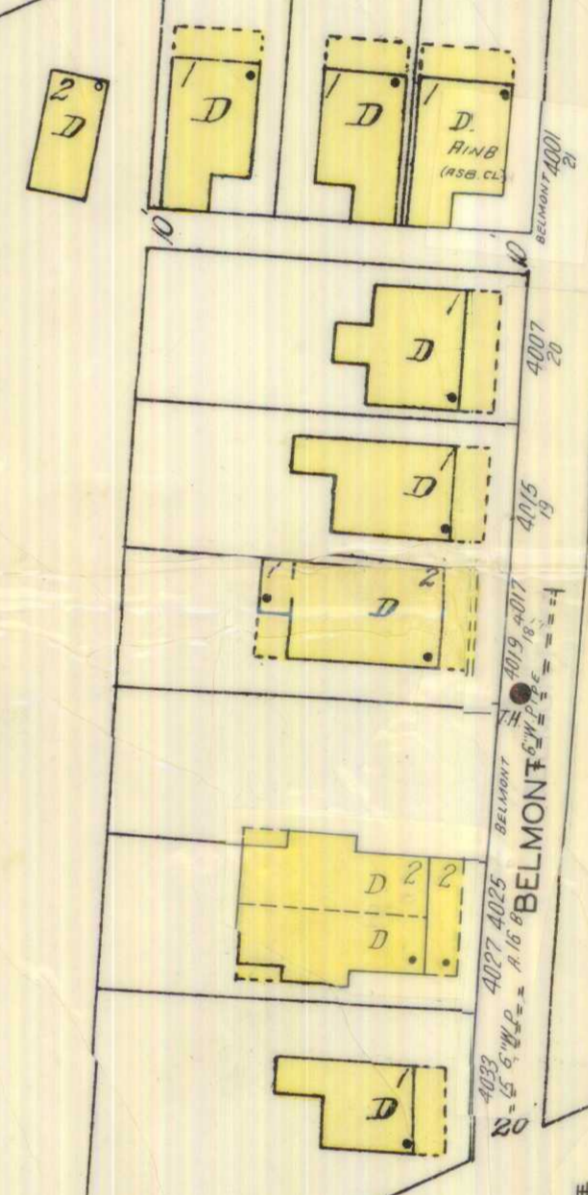 2
D
1
D
1
D
1
D.
AINB
(ASB. CL)
BELMONT 4001
21
10'
10'
1
D
4007
20
1
D
4015
19
1
2
D
4019 4017
18
T.H
6" W. PIPE
BELMONT
BELMONT
D 2 2
D
4027 4025
A.16 B
4033
6" W.P.
1
D
20